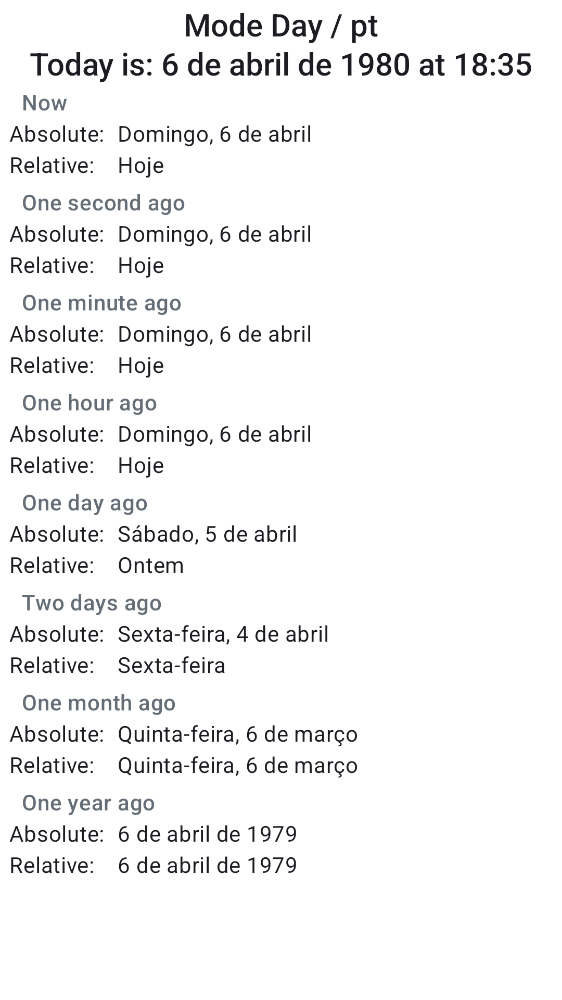 Mode Day / pt
Today is: 6 de abril de 1980 at 18:35
Now
Absolute: Domingo, 6 de abril
Relative: Hoje
One second ago
Absolute: Domingo, 6 de abril
Relative: Hoje
One minute ago
Absolute: Domingo, 6 de abril
Relative: Hoje
One hour ago
Absolute: Domingo, 6 de abril
Relative: Hoje
One day ago
Absolute: Sábado, 5 de abril
Relative: Ontem
Two days ago
Absolute: Sexta-feira, 4 de abril
Relative: Sexta-feira
One month ago
Absolute: Quinta-feira, 6 de março
Relative: Quinta-feira, 6 de março
One year ago
Absolute: 6 de abril de 1979
Relative: 6 de abril de 1979